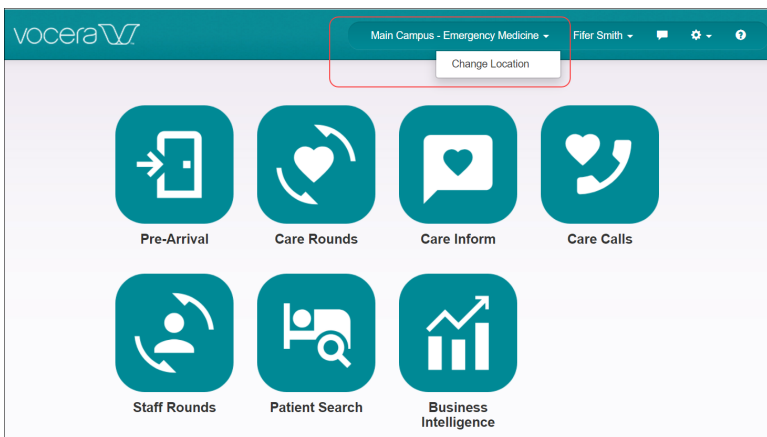 vocera
Main Campus - Emergency Medicine
Fifer Smith
Change Location
Pre-Arrival
Care Rounds
Care Inform
Care Calls
Staff Rounds
Patient Search
Business
Intelligence